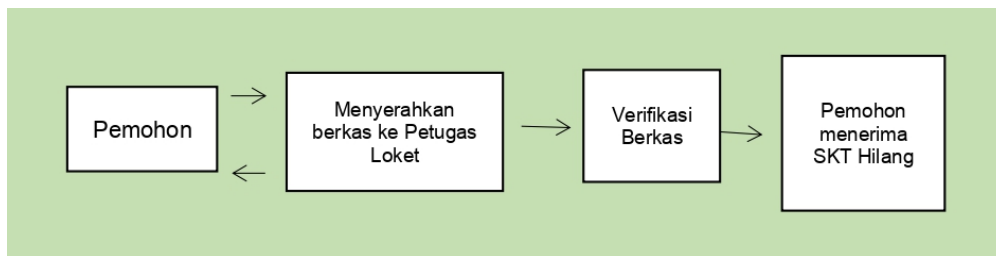 Pemohon
Menyerahkan
berkas ke Petugas
Loket
Verifikasi
Berkas
Pemohon
menerima
SKT Hilang